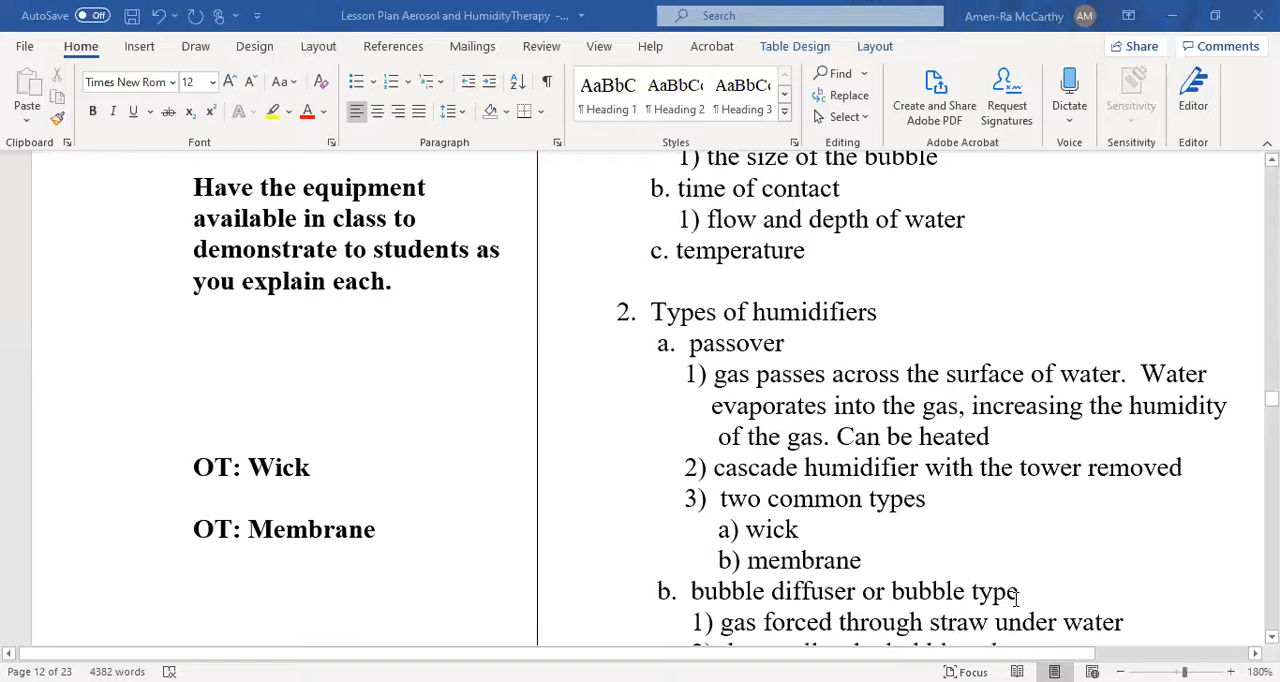 AutoSave Off Lesson Plan Aerosol and HumidityTherapy - ... Search Amen-Ra McCarthy AM
File Home Insert Draw Design Layout References Mailings Review View Help Acrobat Table Design Layout Share Comments
Times New Rom 12 Aa AaBbC AaBbC AaBbC Find
Paste Replace Create and Share Request Dictate Sensitivity Editor
B I U ab x₂ x² A A ¶ Heading 1 ¶ Heading 2 ¶ Heading 3 Select Adobe PDF Signatures
Clipboard Font Paragraph Styles Editing Adobe Acrobat Voice Sensitivity Editor
1) the size of the bubble
Have the equipment
available in class to
demonstrate to students as
you explain each.
b. time of contact
1) flow and depth of water
c. temperature
2. Types of humidifiers
a. passover
1) gas passes across the surface of water. Water
evaporates into the gas, increasing the humidity
of the gas. Can be heated
OT: Wick
2) cascade humidifier with the tower removed
3) two common types
a) wick
OT: Membrane
b) membrane
b. bubble diffuser or bubble type
1) gas forced through straw under water
Page 12 of 23 4382 words Focus 180%